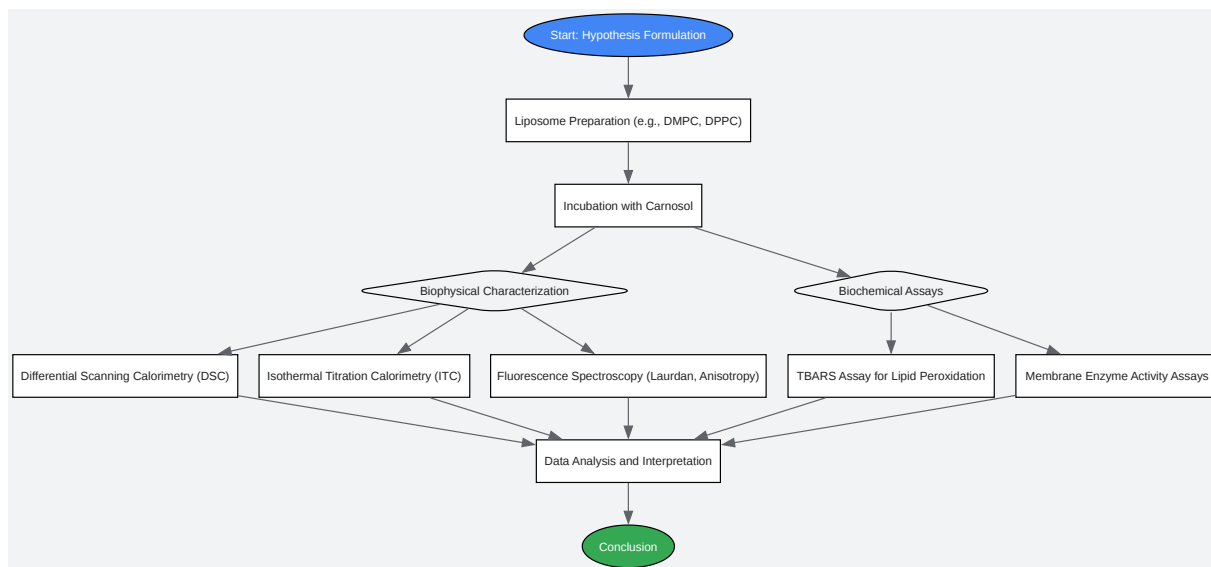 Start: Hypothesis Formulation
Liposome Preparation (e.g., DMPC, DPPC)
Incubation with Carnosol
Biophysical Characterization
Biochemical Assays
Differential Scanning Calorimetry (DSC)
Isothermal Titration Calorimetry (ITC)
Fluorescence Spectroscopy (Laurdan, Anisotropy)
TBARS Assay for Lipid Peroxidation
Membrane Enzyme Activity Assays
Data Analysis and Interpretation
Conclusion